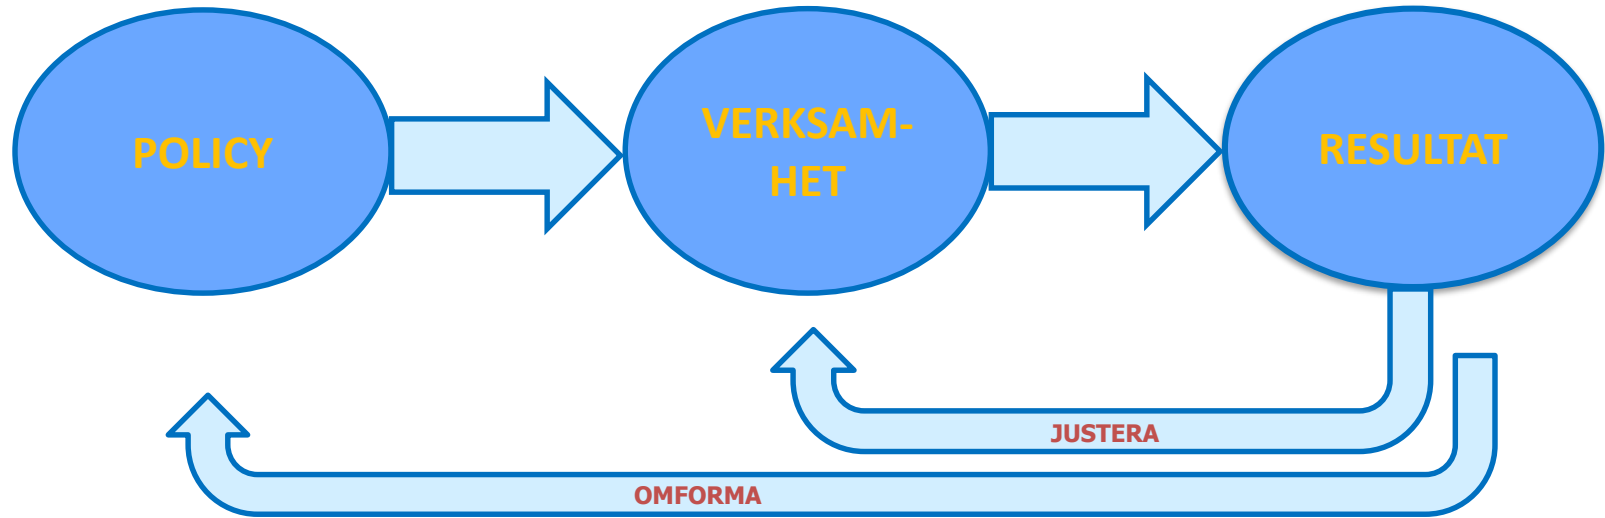 POLICY
VERKSAM-
HET
RESULTAT
JUSTERA
OMFORMA